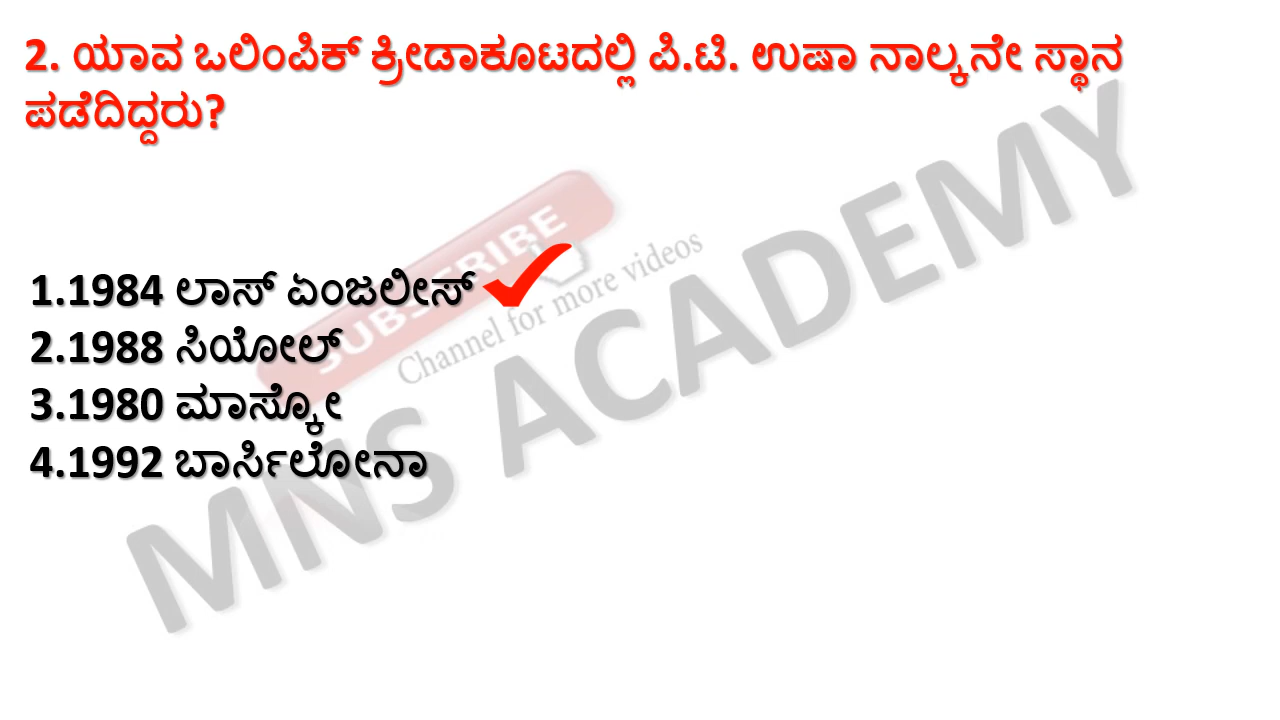 2. ಯಾವ ಒಲಿಂಪಿಕ್ ಕ್ರೀಡಾಕೂಟದಲ್ಲಿ ಪಿ.ಟಿ. ಉಷಾ ನಾಲ್ಕನೇ ಸ್ಥಾನ
ಪಡೆದಿದ್ದರು?
SUBSCRIBE
Channel for more videos
MNS ACADEMY
1.1984 ಲಾಸ್ ಏಂಜಲೀಸ್
2.1988 ಸಿಯೋಲ್
3.1980 ಮಾಸ್ಕೋ
4.1992 ಬಾರ್ಸಿಲೋನಾ